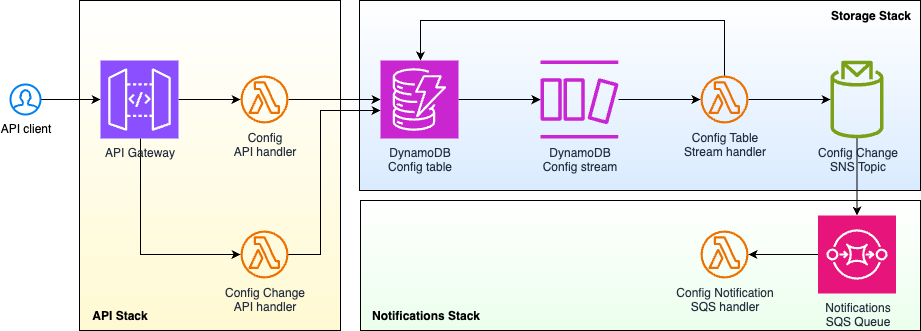 Storage Stack
API client
API Gateway
Config
API handler
DynamoDB
Config table
DynamoDB
Config stream
Config Table
Stream handler
Config Change
SNS Topic
Config Change
API handler
API Stack
Config Notification
SQS handler
Notifications
SQS Queue
Notifications Stack